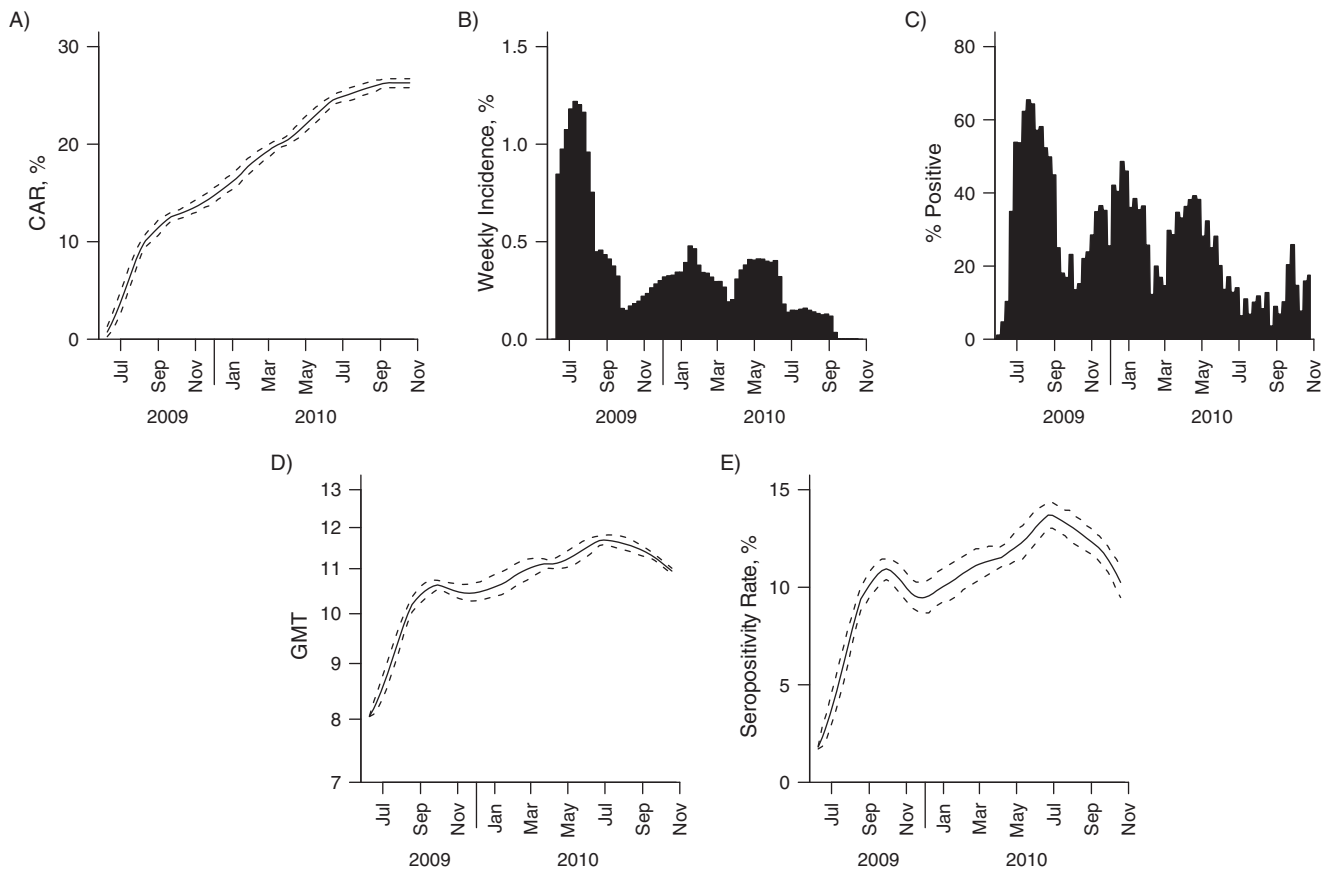 A)
CAR, %
30
20
10
0
Jul
Sep
Nov
Jan
Mar
May
Jul
Sep
Nov
2009
2010
B)
Weekly Incidence, %
1.5
1.0
0.5
0.0
Jul
Sep
Nov
Jan
Mar
May
Jul
Sep
Nov
2009
2010
C)
% Positive
80
60
40
20
0
Jul
Sep
Nov
Jan
Mar
May
Jul
Sep
Nov
2009
2010
D)
GMT
13
12
11
10
9
8
7
Jul
Sep
Nov
Jan
Mar
May
Jul
Sep
Nov
2009
2010
E)
Seropositivity Rate, %
15
10
5
0
Jul
Sep
Nov
Jan
Mar
May
Jul
Sep
Nov
2009
2010